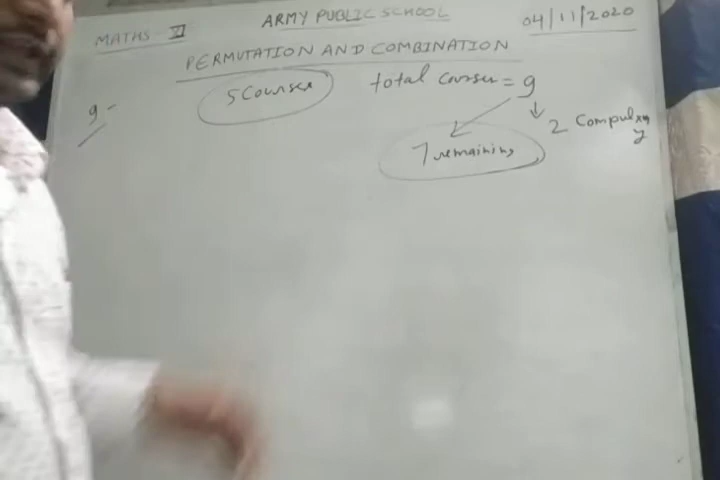 ARMY PUBLIC SCHOOL
04/11/2020
MATHS - XI
PERMUTATION AND COMBINATION
9 -
5 Courses
total courses = 9
2 Compulsory
7 remaining